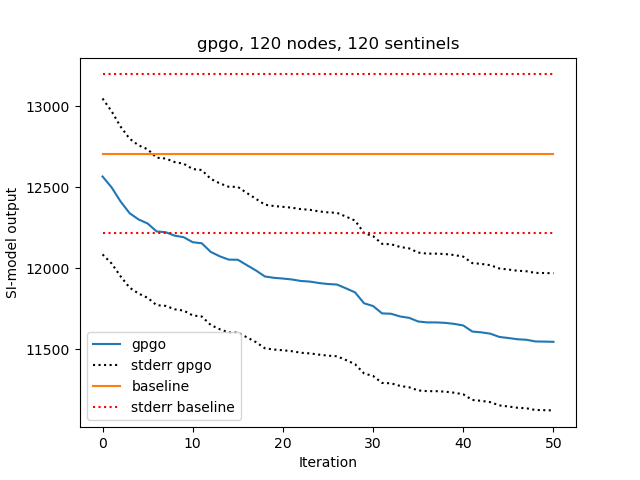 gpgo, 120 nodes, 120 sentinels
SI-model output
13000
12500
12000
11500
gpgo
stderr gpgo
baseline
stderr baseline
0 10 20 30 40 50
Iteration